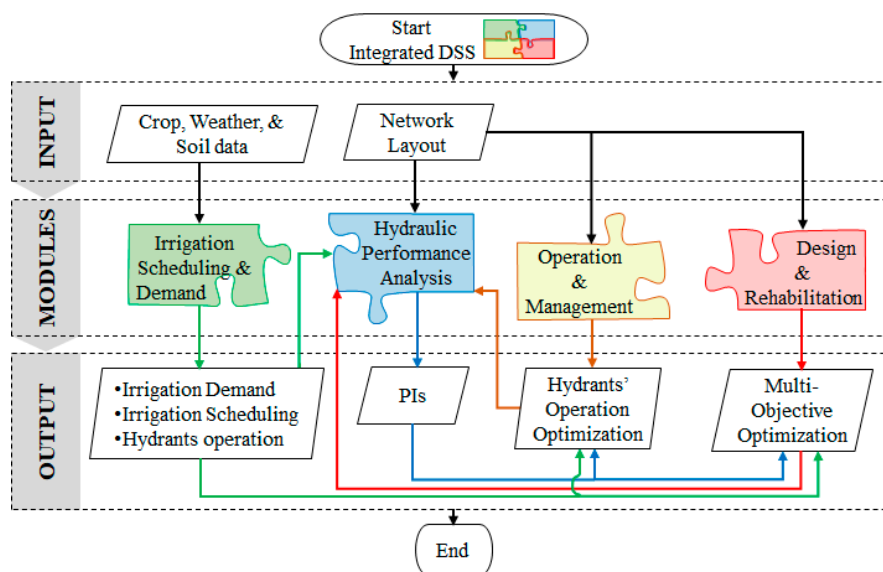 Start
Integrated DSS
INPUT
Crop, Weather, &
Soil data
Network
Layout
MODULES
Irrigation
Scheduling &
Demand
Hydraulic
Performance
Analysis
Operation
&
Management
Design
&
Rehabilitation
OUTPUT
•Irrigation Demand
•Irrigation Scheduling
•Hydrants operation
PIs
Hydrants’
Operation
Optimization
Multi-
Objective
Optimization
End